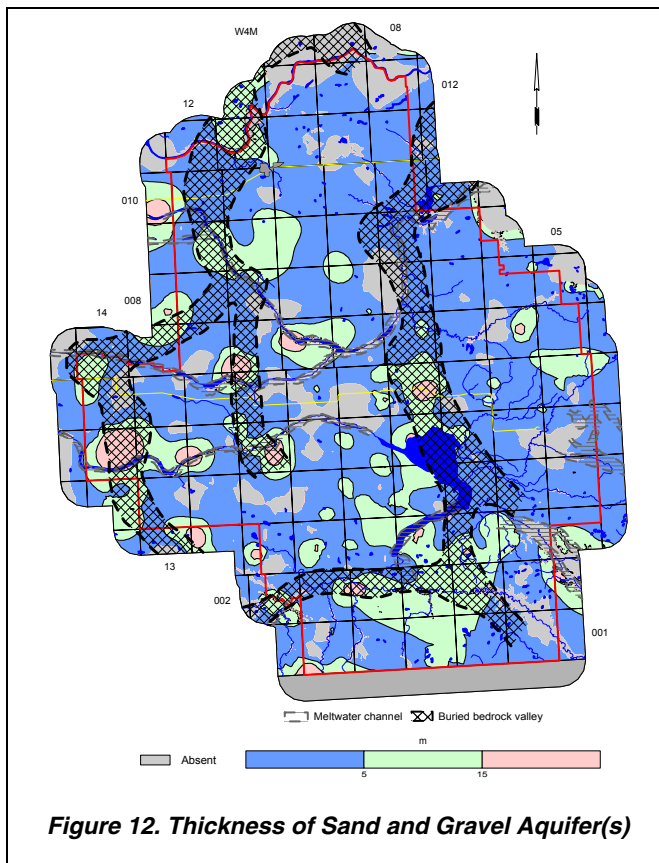 W4M
08
12
012
010
05
14
008
13
002
001
Meltwater channel
Buried bedrock valley
m
Absent
5
15
Figure 12. Thickness of Sand and Gravel Aquifer(s)